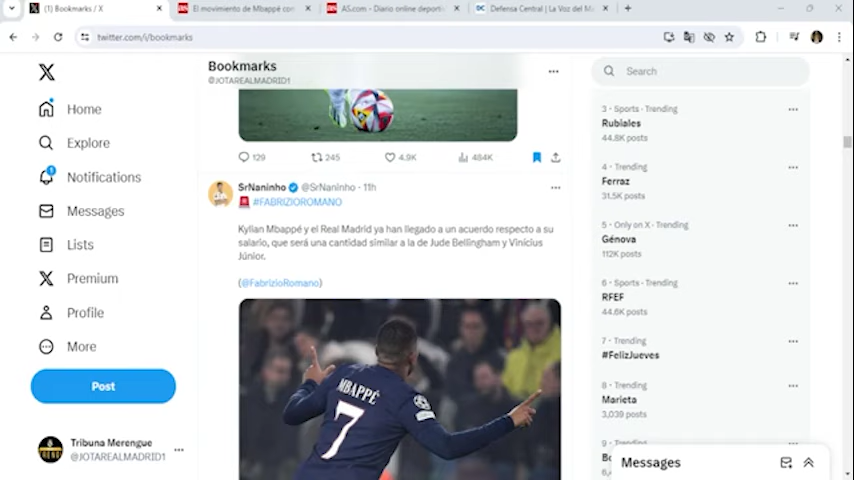 (1) Bookmarks / X
El movimiento de Mbappé con
AS.com - Diario online deporti
Defensa Central | La Voz del M
twitter.com/i/bookmarks
Home
Explore
Notifications
Messages
Lists
Premium
Profile
More
Post
Tribuna Merengue
@JOTAREALMADRID1
Bookmarks
@JOTAREALMADRID1
129 245 4.9K 484K
SrNaninho @SrNaninho · 11h
#FABRIZIOROMANO
Kylian Mbappé y el Real Madrid ya han llegado a un acuerdo respecto a su
salario, que será una cantidad similar a la de Jude Bellingham y Vinícius
Júnior.
(@FabrizioRomano)
MBAPPÉ
7
Search
3 · Sports · Trending
Rubiales
44.8K posts
4 · Trending
Ferraz
31.5K posts
5 · Only on X · Trending
Génova
112K posts
6 · Sports · Trending
RFEF
44.6K posts
7 · Trending
#FelizJueves
8 · Trending
Marieta
3,039 posts
9 · Trending
Messages